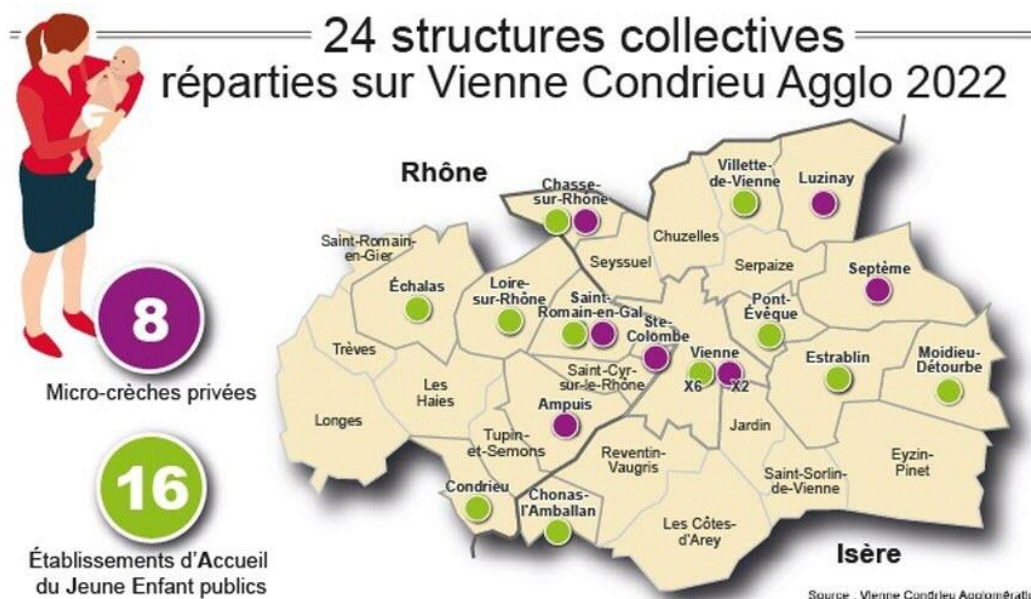 24 structures collectives
réparties sur Vienne Condrieu Agglo 2022
Rhône
Chasse-
sur-Rhône
Villette-
de-Vienne
Luzinay
Saint-Romain-
en-Gier
Seyssuel
Chuzelles
Serpaize
Septème
Échalas
Loire-
sur-Rhône
Saint-
Romain-en-Gal
Ste-
Colombe
Pont-
Évêque
8
Micro-crèches privées
Trèves
Les
Haies
Saint-Cyr-
sur-le-Rhône
Vienne
X6
X2
Estrablin
Moidieu-
Détourbe
Longes
Ampuis
Jardin
Tupin-
et-Semons
Reventin-
Vaugris
Eyzin-
Pinet
Saint-Sorlin-
de-Vienne
16
Condrieu
Chonas-
l'Amballan
Les Côtes-
d'Arey
Établissements d'Accueil
du Jeune Enfant publics
Isère
Source : Vienne Condrieu Agglomératio